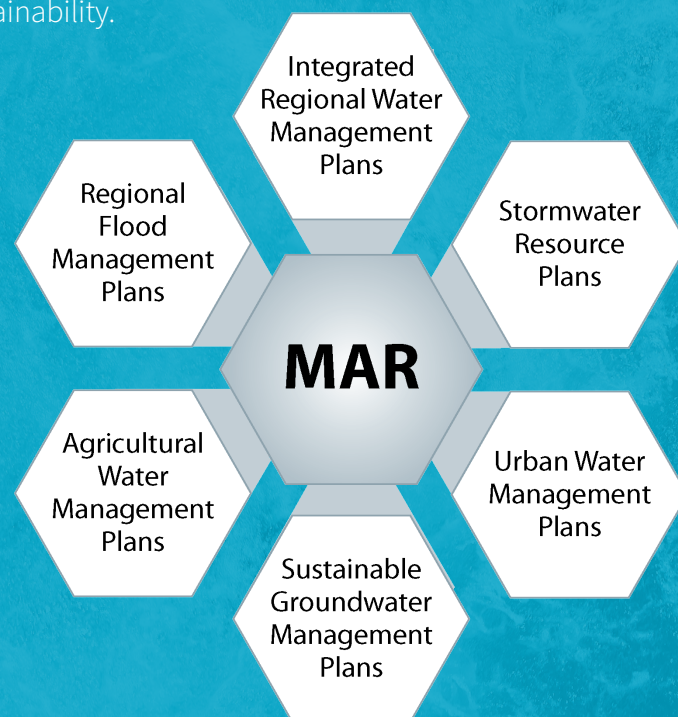 Integrated
Regional Water
Management
Plans
Regional
Flood
Management
Plans
Stormwater
Resource
Plans
MAR
Agricultural
Water
Management
Plans
Urban Water
Management
Plans
Sustainable
Groundwater
Management
Plans